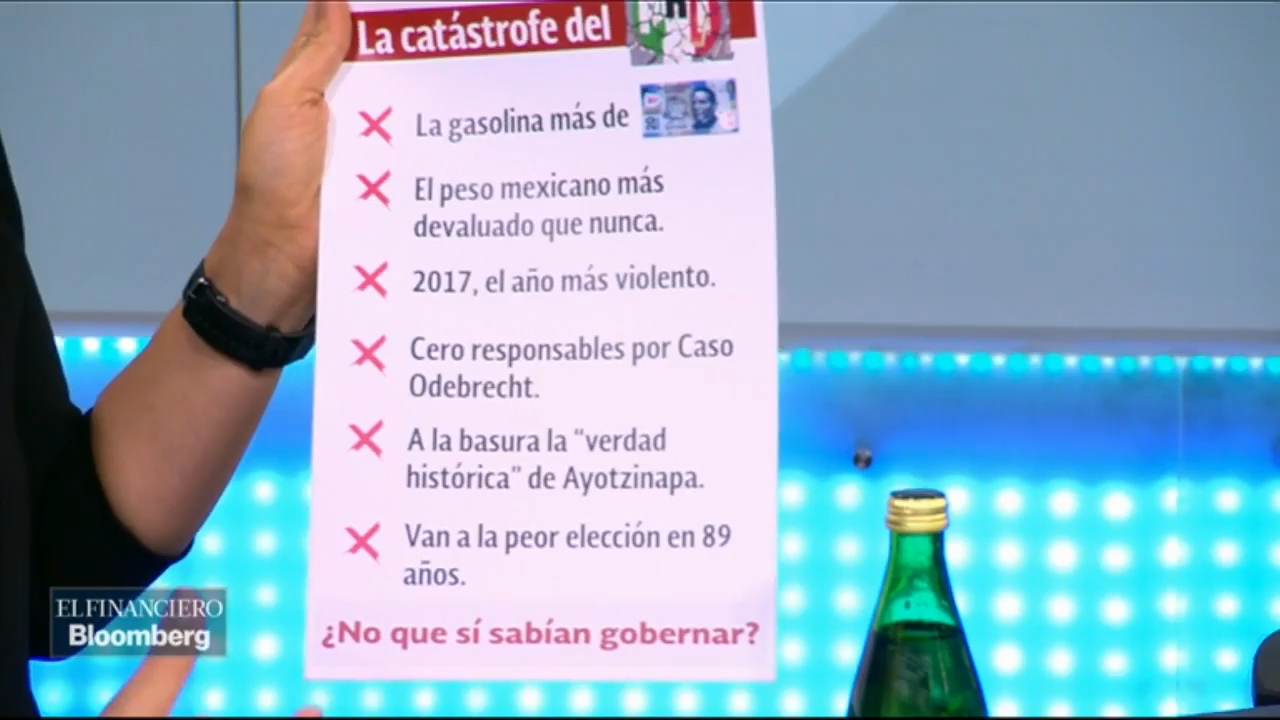 La catástrofe del
La gasolina más de
El peso mexicano más
devaluado que nunca.
2017, el año más violento.
Cero responsables por Caso
Odebrecht.
A la basura la “verdad
histórica” de Ayotzinapa.
Van a la peor elección en 89
años.
¿No que sí sabían gobernar?
EL FINANCIERO
Bloomberg